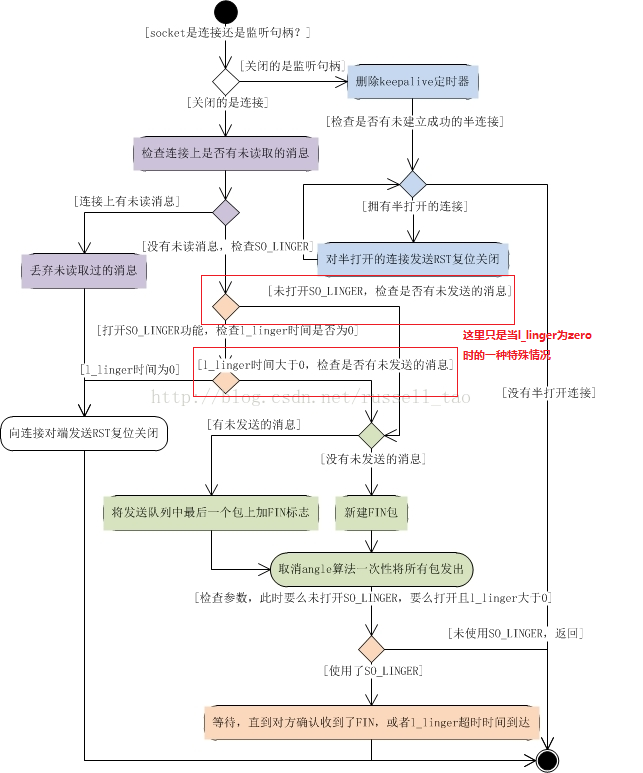 [socket是连接还是监听句柄？]
[关闭的是监听句柄]
删除keepalive定时器
[关闭的是连接]
[检查是否有未建立成功的半连接]
检查连接上是否有未读取的消息
[连接上有未读消息]
[拥有半打开的连接]
[没有未读消息，检查SO_LINGER]
丢弃未读取过的消息
对半打开的连接发送RST复位关闭
[未打开SO_LINGER，检查是否有未发送的消息]
[打开SO_LINGER功能，检查l_linger时间是否为0]
这里只是当l_linger为zero
时的一种特殊情况
[l_linger时间大于0，检查是否有未发送的消息]
[l_linger时间为0]
http://blog.csdn.net/russell_tao
[没有半打开连接]
向连接对端发送RST复位关闭
[有未发送的消息]
[没有未发送的消息]
将发送队列中最后一个包上加FIN标志
新建FIN包
取消angle算法一次性将所有包发出
[检查参数，此时要么未打开SO_LINGER，要么打开且l_linger大于0]
[未使用SO_LINGER，返回]
[使用了SO_LINGER]
等待，直到对方确认收到了FIN，或者l_linger超时时间到达